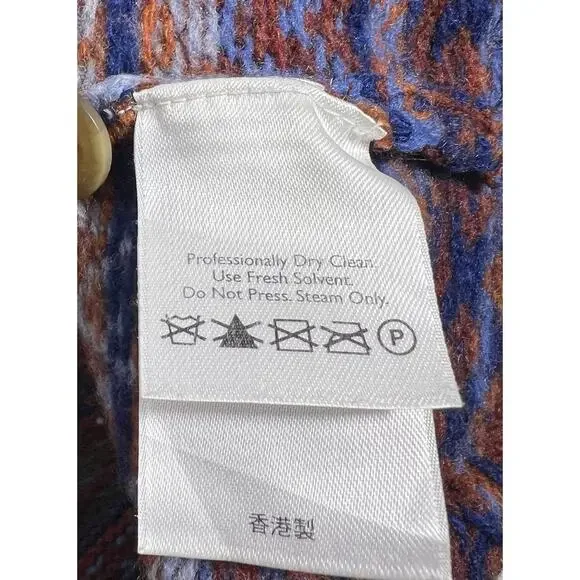 Professionally Dry Clean.
Use Fresh Solvent.
Do Not Press. Steam Only.
P
香港製